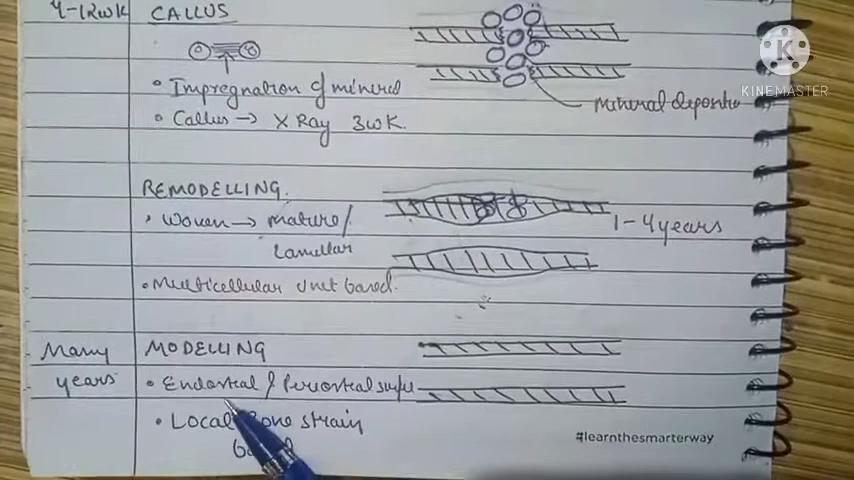 4-12WK CALLUS
• Impregnation of mineral
• Callus → X Ray 3WK.
mineral deposite
REMODELLING.
• Woven → mature/
lamellar
1-4 years
• Multicellular unit based.
Many years
MODELLING
• Endosteal & Periosteal surface
• Local Bone strain
#learnthesmarterway
K
KINEMASTER